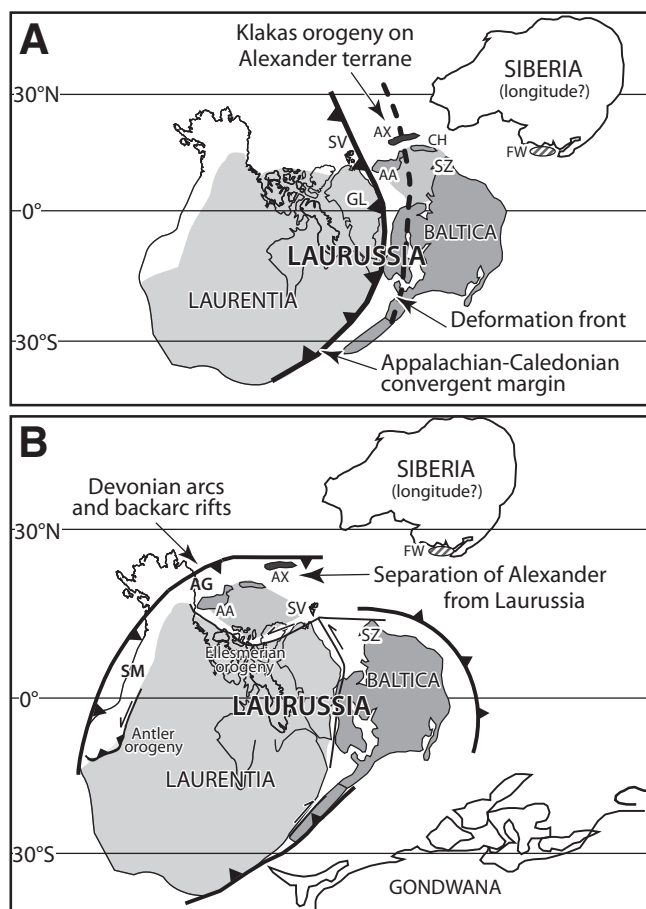 A
Klakas orogeny on
Alexander terrane
SIBERIA
(longitude?)
30°N
AX
CH
FW
SV
AA
SZ
GL
0°
BALTICA
LAURUSSIA
LAURENTIA
Deformation front
30°S
Appalachian-Caledonian
convergent margin
B
Devonian arcs
and backarc rifts
SIBERIA
(longitude?)
30°N
FW
AX
Separation of Alexander
from Laurussia
AG
AA
SV
SZ
Ellesmerian
orogeny
SM
BALTICA
0°
LAURUSSIA
Antler
orogeny
LAURENTIA
30°S
GONDWANA